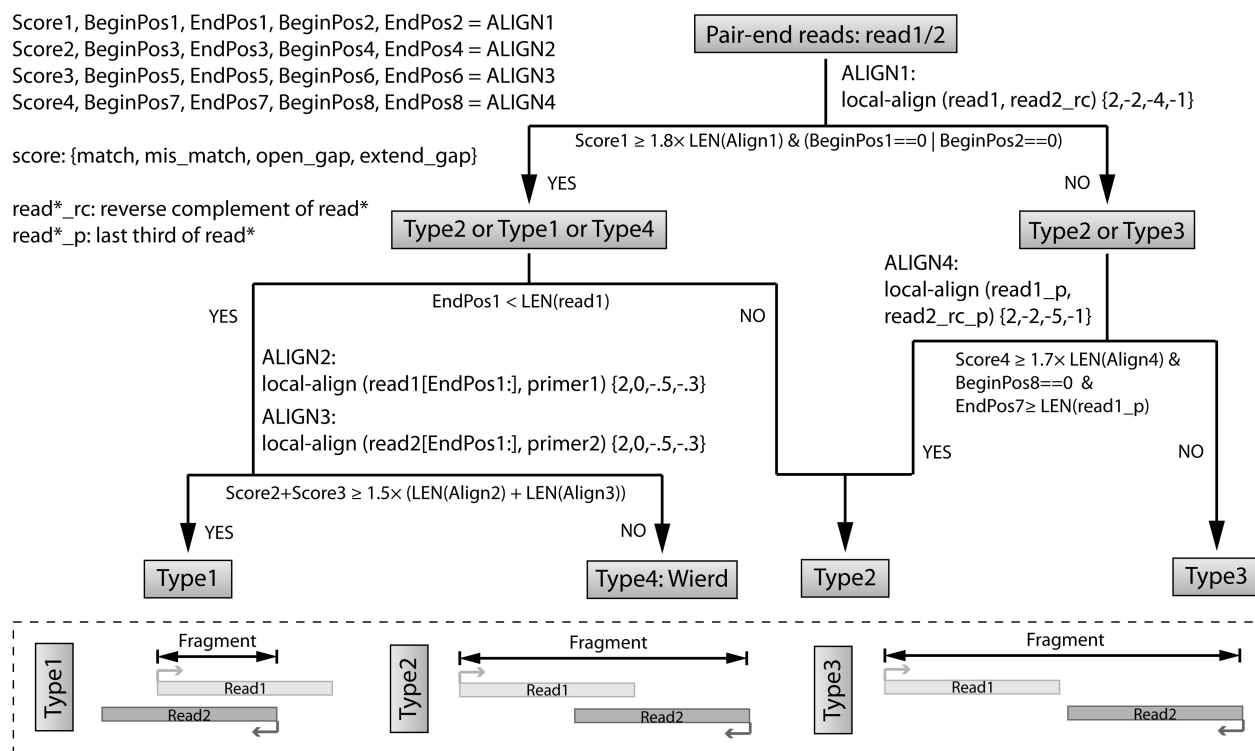 Score1, BeginPos1, EndPos1, BeginPos2, EndPos2 = ALIGN1
Score2, BeginPos3, EndPos3, BeginPos4, EndPos4 = ALIGN2
Score3, BeginPos5, EndPos5, BeginPos6, EndPos6 = ALIGN3
Score4, BeginPos7, EndPos7, BeginPos8, EndPos8 = ALIGN4
score: {match, mis_match, open_gap, extend_gap}
read*_rc: reverse complement of read*
read*_p: last third of read*
Pair-end reads: read1/2
ALIGN1:
local-align (read1, read2_rc) {2,-2,-4,-1}
Score1 ≥ 1.8× LEN(Align1) & (BeginPos1==0 | BeginPos2==0)
YES
NO
Type2 or Type1 or Type4
Type2 or Type3
EndPos1 < LEN(read1)
YES
NO
ALIGN4:
local-align (read1_p,
read2_rc_p) {2,-2,-5,-1}
ALIGN2:
local-align (read1[EndPos1:], primer1) {2,0,-.5,-.3}
ALIGN3:
local-align (read2[EndPos1:], primer2) {2,0,-.5,-.3}
Score4 ≥ 1.7× LEN(Align4) &
BeginPos8==0 &
EndPos7≥ LEN(read1_p)
YES
NO
Score2+Score3 ≥ 1.5× (LEN(Align2) + LEN(Align3))
YES
NO
Type1
Type4: Wierd
Type2
Type3
Type1
Fragment
Read1
Read2
Type2
Fragment
Read1
Read2
Type3
Fragment
Read1
Read2